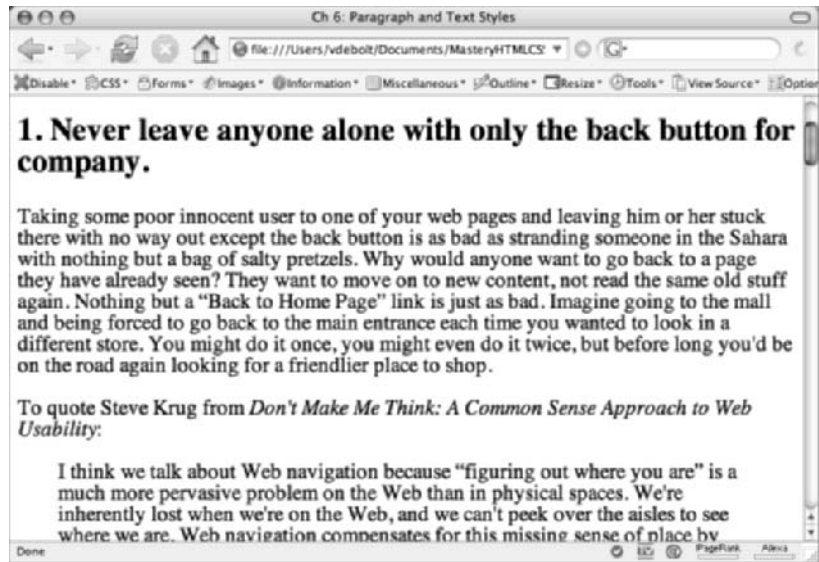 Ch 6: Paragraph and Text Styles
file:///Users/vdebolt/Documents/MasteryHTMLCS
G
Disable CSS Forms Images Information Miscellaneous Outline Resize Tools View Source Option
1. Never leave anyone alone with only the back button for
company.
Taking some poor innocent user to one of your web pages and leaving him or her stuck
there with no way out except the back button is as bad as stranding someone in the Sahara
with nothing but a bag of salty pretzels. Why would anyone want to go back to a page
they have already seen? They want to move on to new content, not read the same old stuff
again. Nothing but a “Back to Home Page” link is just as bad. Imagine going to the mall
and being forced to go back to the main entrance each time you wanted to look in a
different store. You might do it once, you might even do it twice, but before long you'd be
on the road again looking for a friendlier place to shop.
To quote Steve Krug from Don't Make Me Think: A Common Sense Approach to Web
Usability:
I think we talk about Web navigation because “figuring out where you are” is a
much more pervasive problem on the Web than in physical spaces. We're
inherently lost when we're on the Web, and we can't peek over the aisles to see
where we are. Web navigation compensates for this missing sense of place by
Done PageRank Alexa